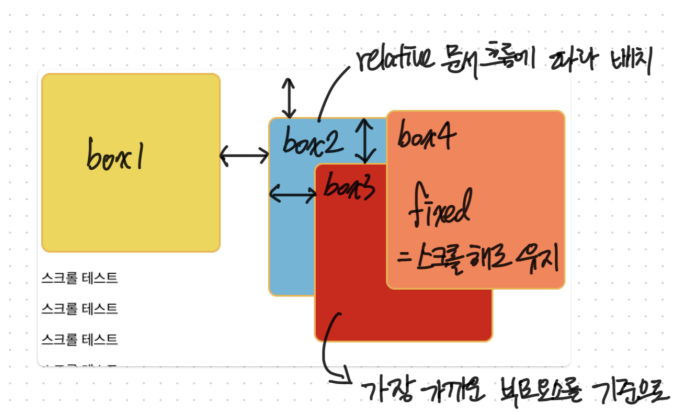 relative 문서흐름에 따라 배치
box1
box2
box3
box4
fixed
= 스크롤해도 유지
스크롤 테스트
스크롤 테스트
스크롤 테스트
가장 가까운 부모요소를 기준으로